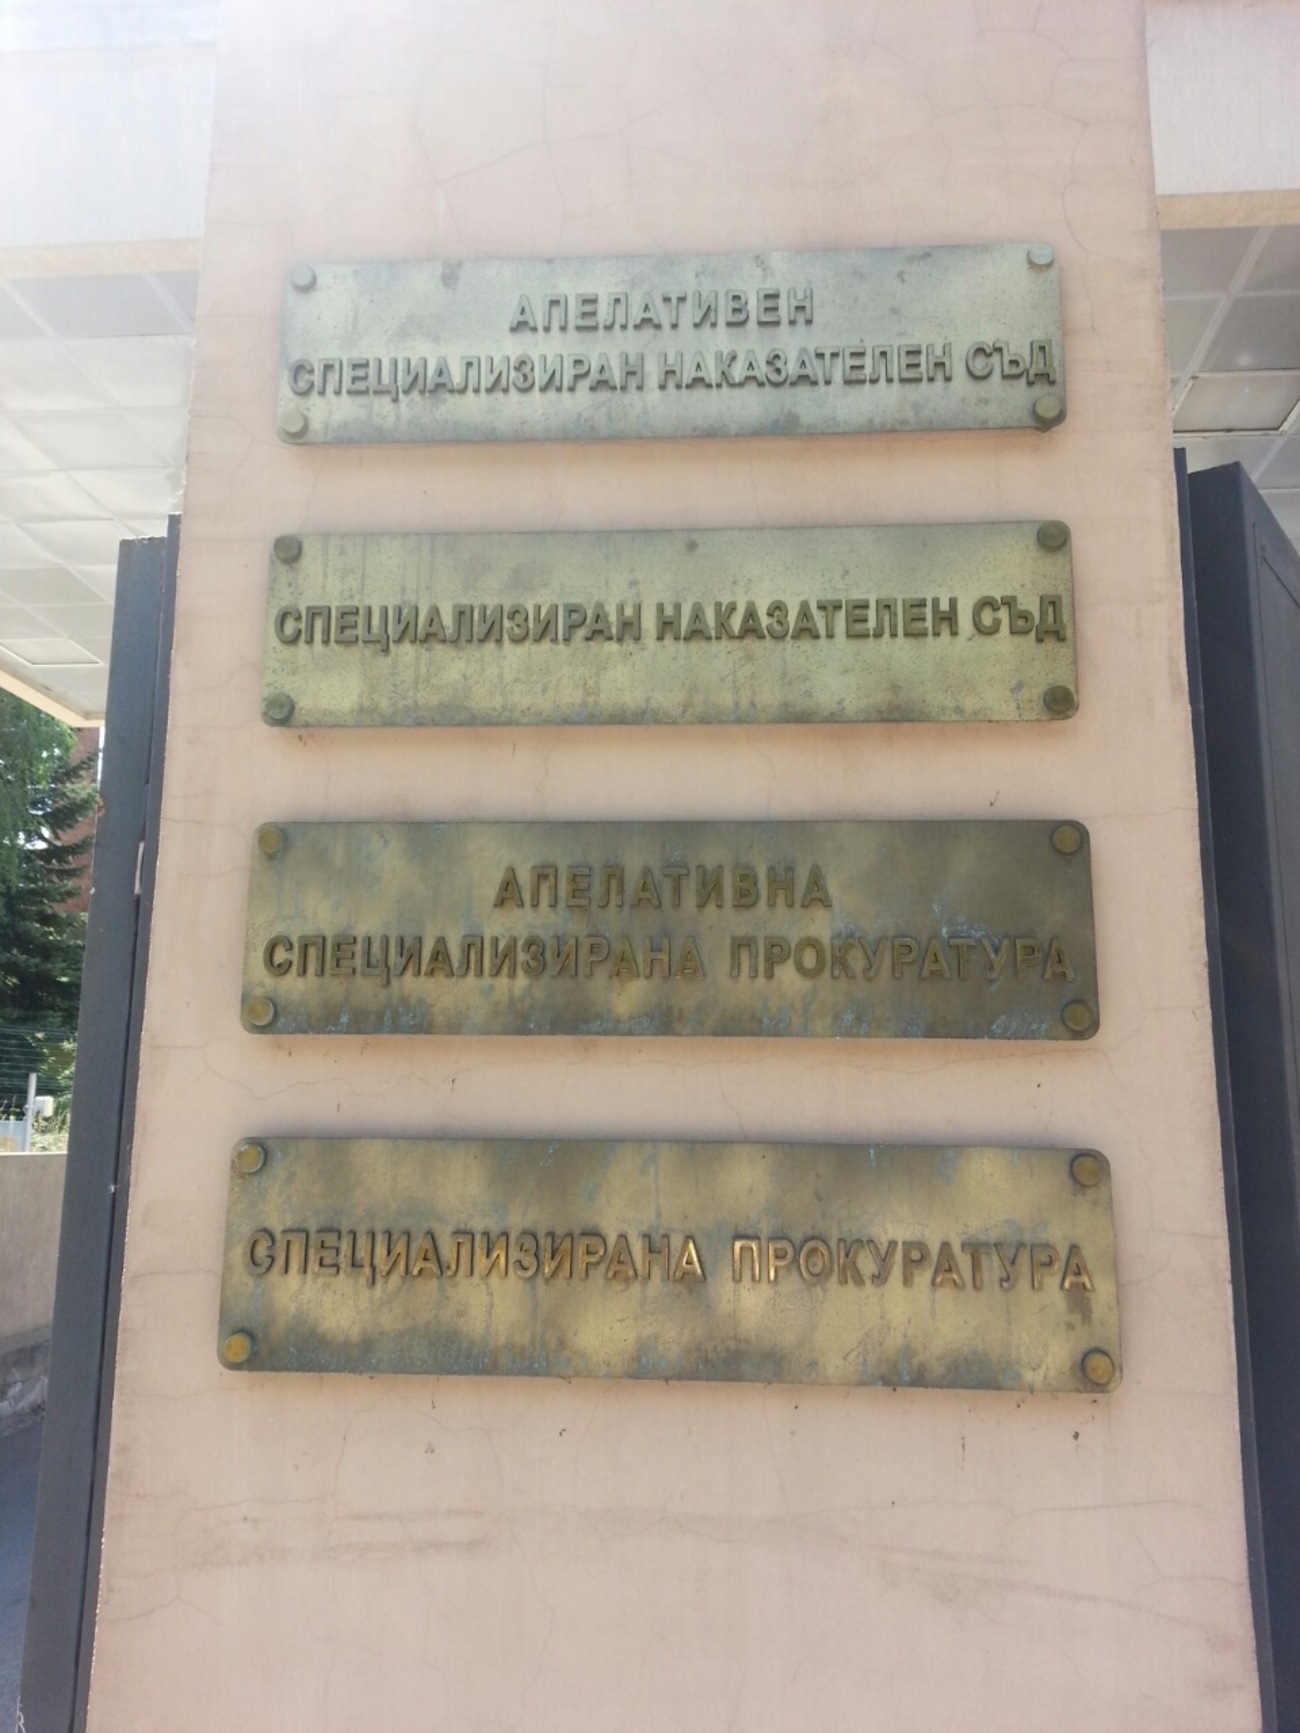 АПЕЛАТИВЕН
СПЕЦИАЛИЗИРАН НАКАЗАТЕЛЕН СЪД
СПЕЦИАЛИЗИРАН НАКАЗАТЕЛЕН СЪД
АПЕЛАТИВНА
СПЕЦИАЛИЗИРАНА ПРОКУРАТУРА
СПЕЦИАЛИЗИРАНА ПРОКУРАТУРА